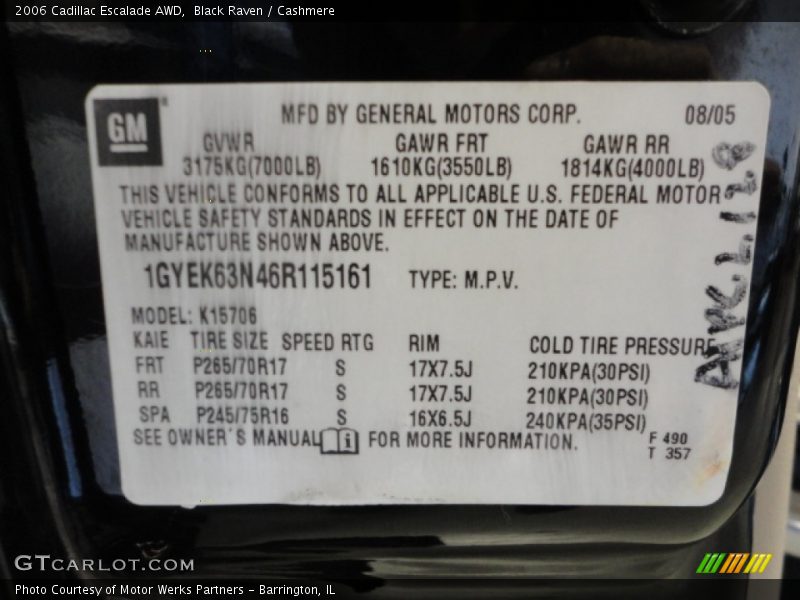 2006 Cadillac Escalade AWD, Black Raven / Cashmere
GM
MFD BY GENERAL MOTORS CORP. 08/05
GVWR GAWR FRT GAWR RR
3175KG(7000LB) 1610KG(3550LB) 1814KG(4000LB)
THIS VEHICLE CONFORMS TO ALL APPLICABLE U.S. FEDERAL MOTOR
VEHICLE SAFETY STANDARDS IN EFFECT ON THE DATE OF
MANUFACTURE SHOWN ABOVE.
1GYEK63N46R115161 TYPE: M.P.V.
MODEL: K15706
KAIE TIRE SIZE SPEED RTG RIM COLD TIRE PRESSURE
FRT P265/70R17 S 17X7.5J 210KPA(30PSI)
RR P265/70R17 S 17X7.5J 210KPA(30PSI)
SPA P245/75R16 S 16X6.5J 240KPA(35PSI)
SEE OWNER'S MANUAL FOR MORE INFORMATION.
F 490
T 357
GTCARLOT.COM
Photo Courtesy of Motor Werks Partners - Barrington, IL